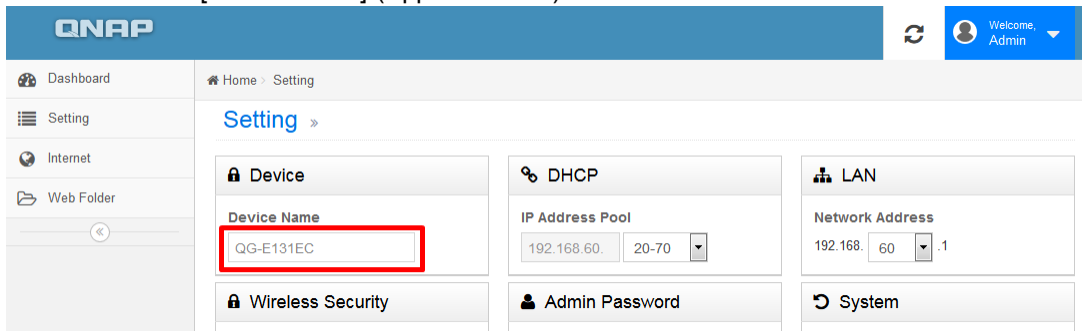 QNAP
Welcome,
Admin
Dashboard
Setting
Internet
Web Folder
Home > Setting
Setting »
Device
Device Name
QG-E131EC
DHCP
IP Address Pool
192.168.60. 20-70
LAN
Network Address
192.168. 60 .1
Wireless Security
Admin Password
System